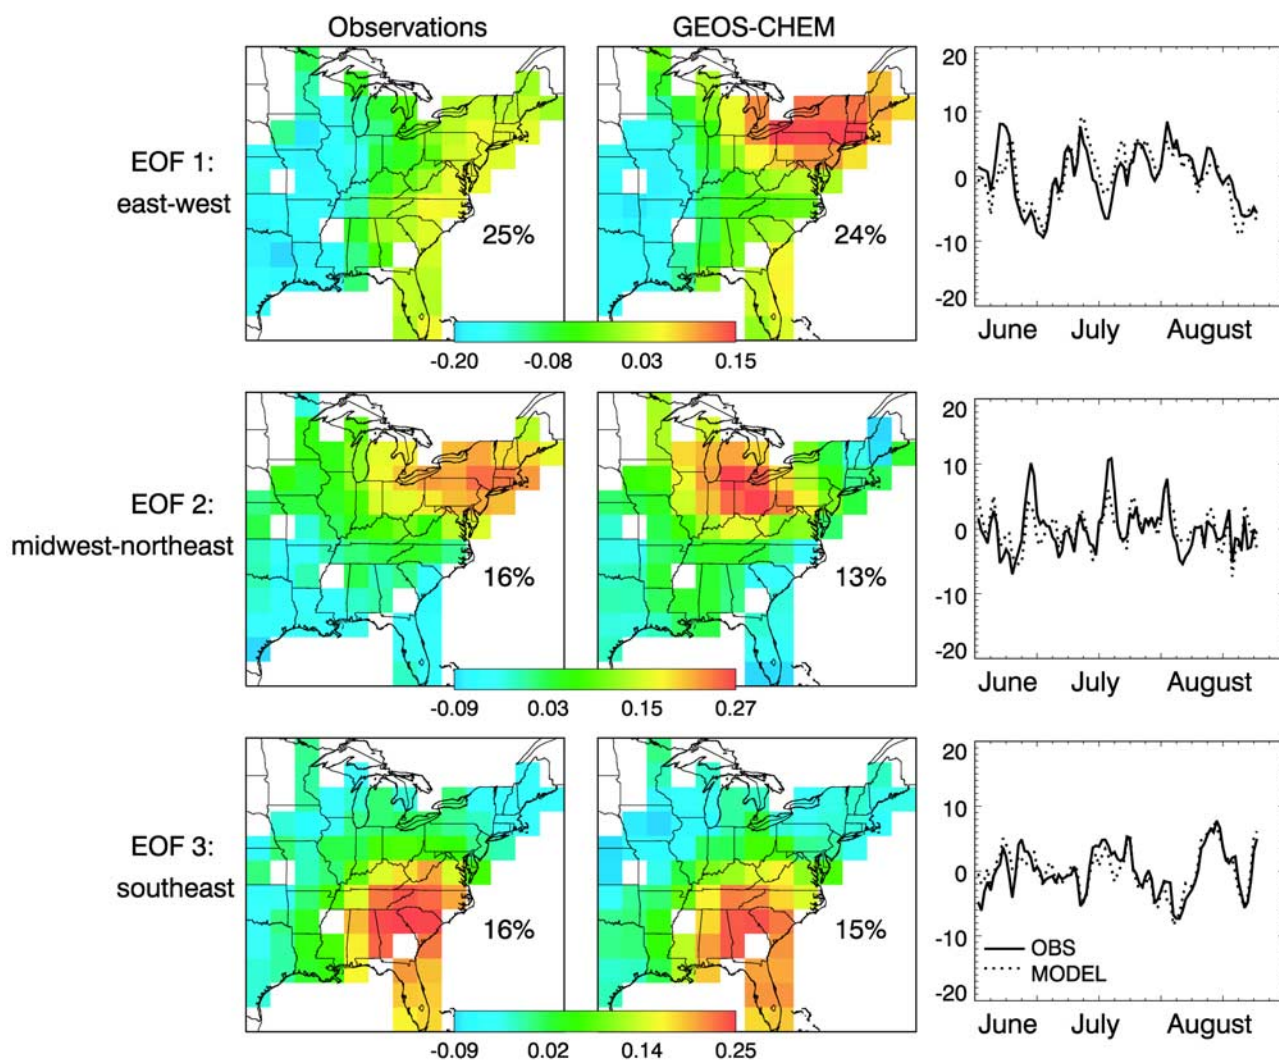 Observations GEOS-CHEM
EOF 1:
east-west
25%
24%
20
10
0
-10
-20
June July August
-0.20 -0.08 0.03 0.15
EOF 2:
midwest-northeast
16%
13%
20
10
0
-10
-20
June July August
-0.09 0.03 0.15 0.27
EOF 3:
southeast
16%
15%
20
10
0
-10
-20
OBS
MODEL
June July August
-0.09 0.02 0.14 0.25